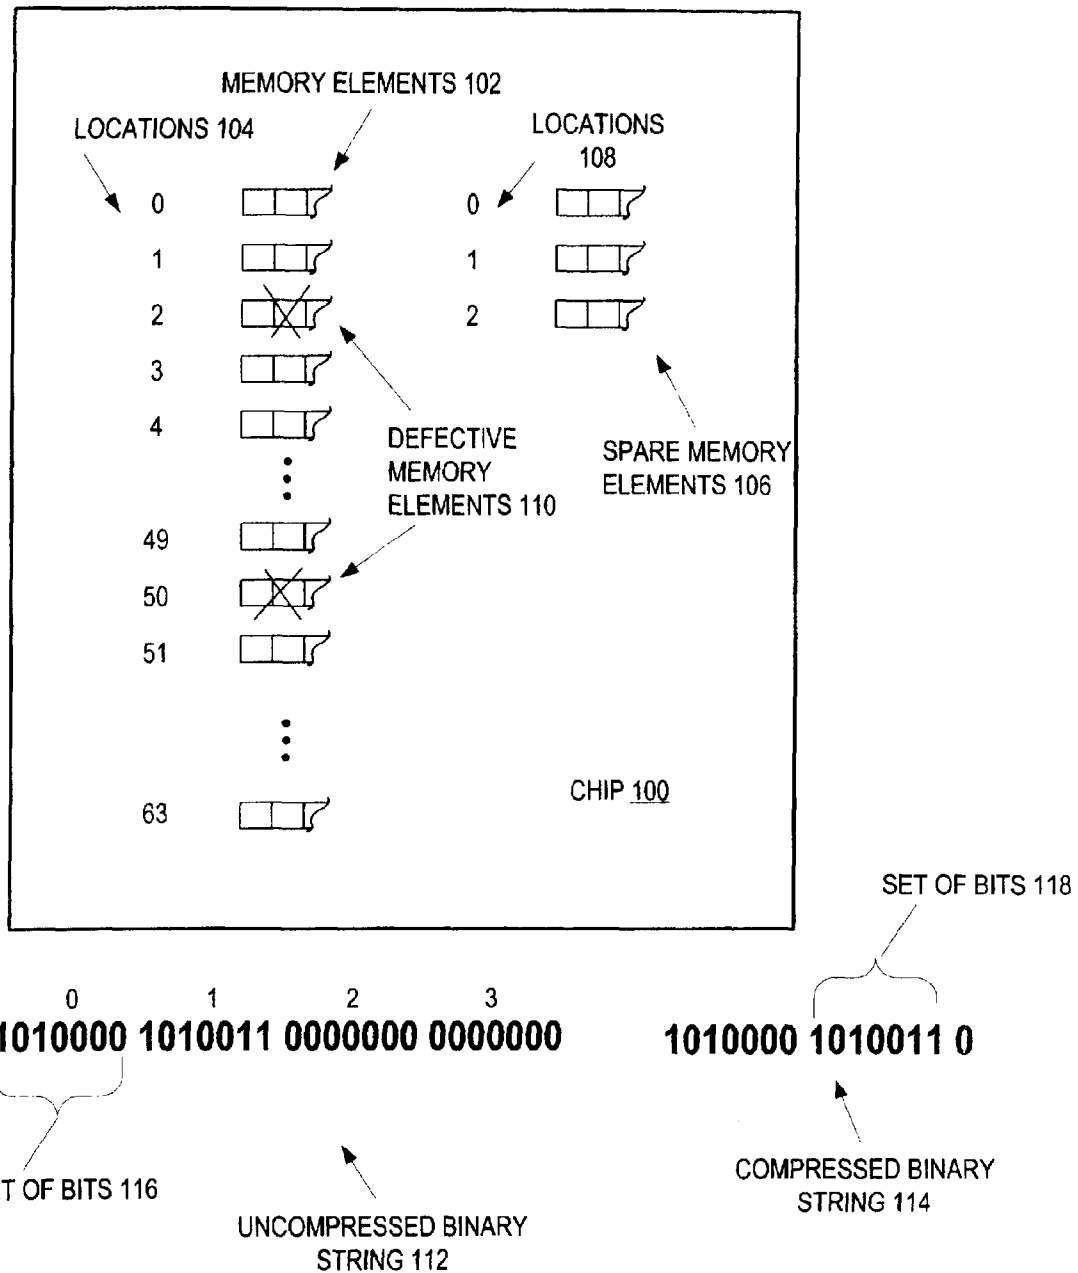 MEMORY ELEMENTS 102
LOCATIONS 104
LOCATIONS
108
0
0
1
1
2
2
3
4
DEFECTIVE
MEMORY
ELEMENTS 110
SPARE MEMORY
ELEMENTS 106
49
50
51
CHIP 100
63
SET OF BITS 118
0 1 2 3
1010000 1010011 0000000 0000000
1010000 1010011 0
T OF BITS 116
COMPRESSED BINARY
STRING 114
UNCOMPRESSED BINARY
STRING 112